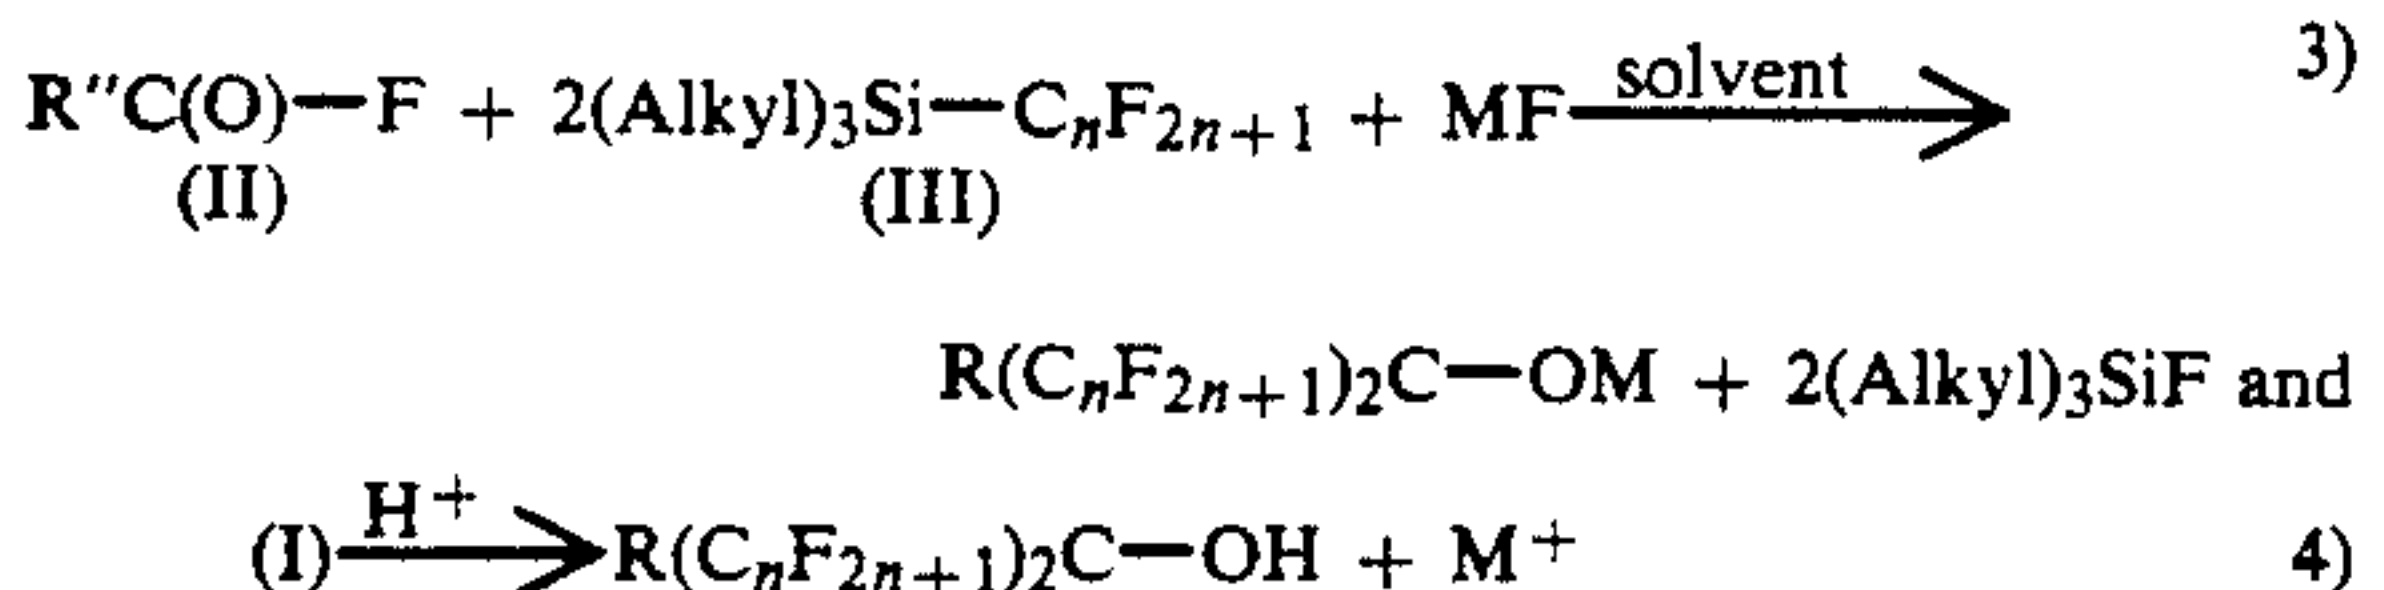 R″C(O)—F + 2(Alkyl)₃Si—CₙF₂ₙ₊₁ + MF —solvent→ 3)
(II) (III)
R(CₙF₂ₙ₊₁)₂C—OM + 2(Alkyl)₃SiF and
(I) —H⁺→ R(CₙF₂ₙ₊₁)₂C—OH + M⁺ 4)